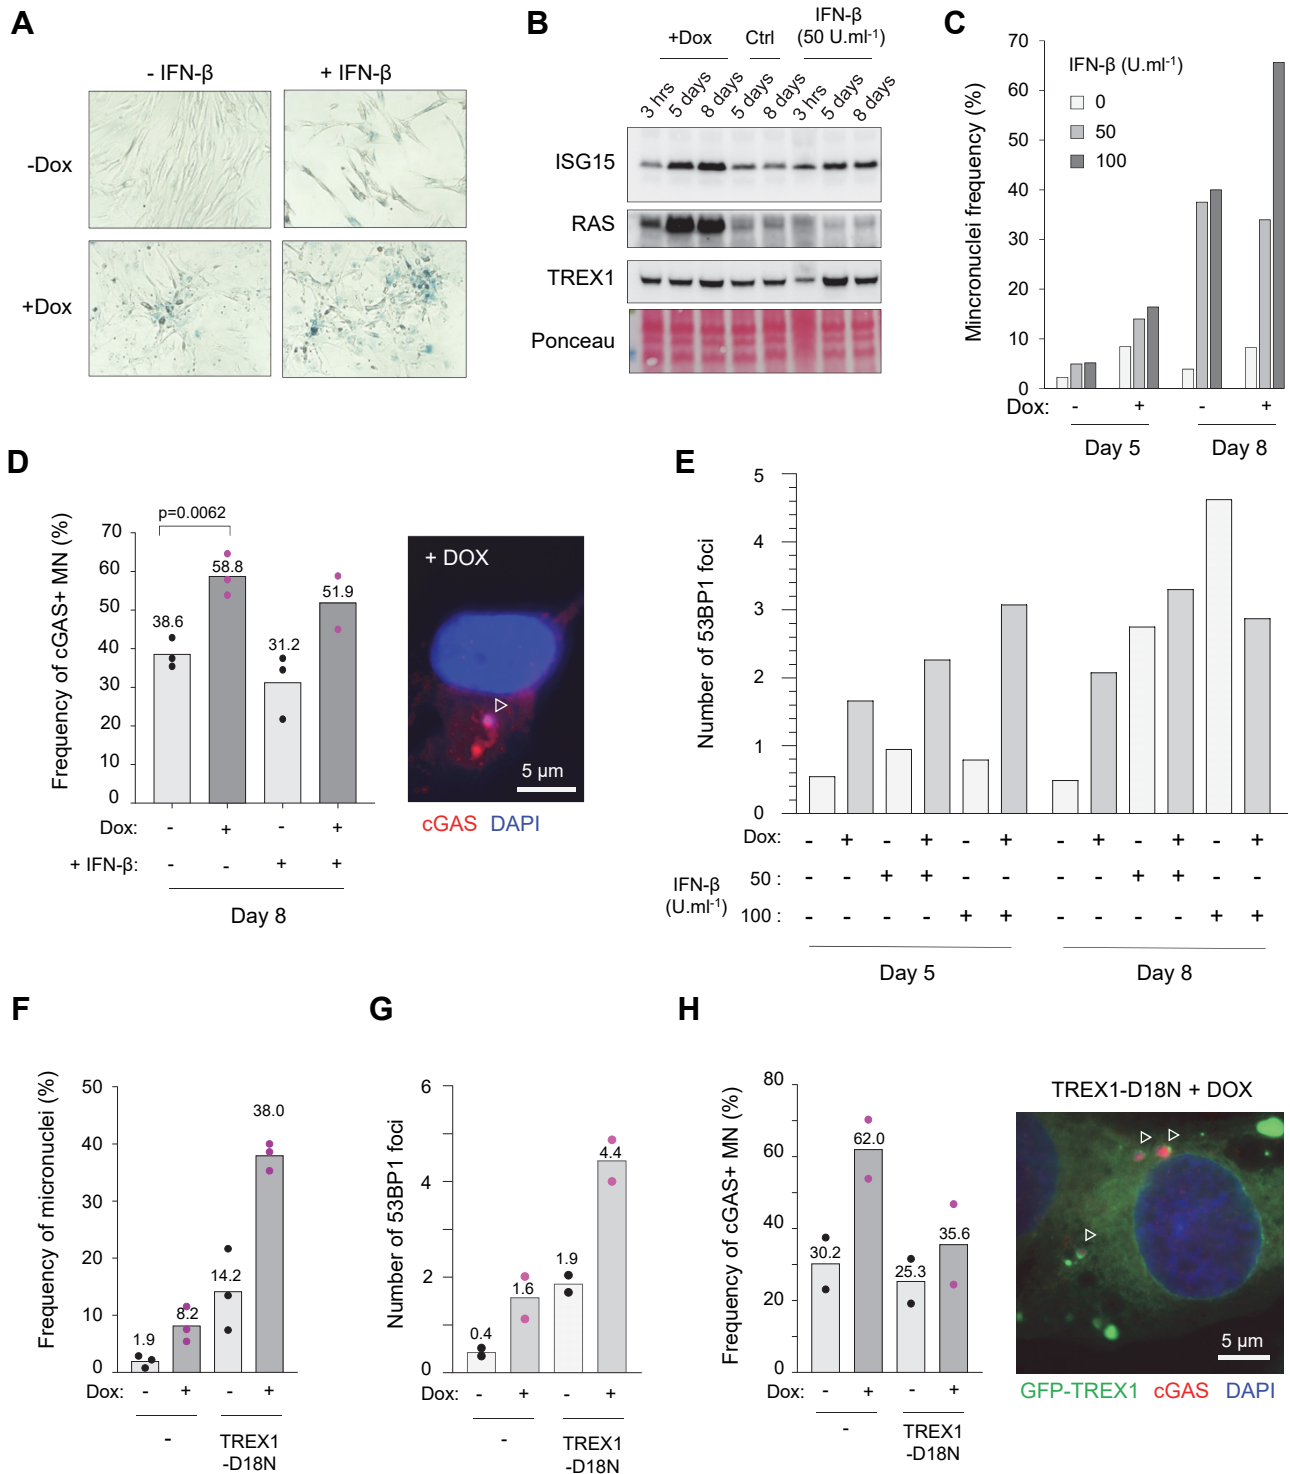 A
- IFN-β + IFN-β
-Dox
+Dox
B
+Dox Ctrl IFN-β
(50 U.ml-1)
3 hrs 5 days 8 days 5 days 8 days 3 hrs 5 days 8 days
ISG15
RAS
TREX1
Ponceau
C
Mincronuclei frequency (%)
70
60
50
40
30
20
10
0
IFN-β (U.ml-1)
0
50
100
Dox: - + - +
Day 5 Day 8
D
Frequency of cGAS+ MN (%)
70
60
50
40
30
20
10
0
p=0.0062
38.6
58.8
31.2
51.9
Dox: - + - +
+ IFN-β: - - + +
Day 8
+ DOX
5 µm
cGAS DAPI
E
Number of 53BP1 foci
5
4
3
2
1
0
Dox: - + - + - + - + - + - +
IFN-β
(U.ml-1)
50 : - - + + - - - - + + - -
100 : - - - - + + - - - - + +
Day 5 Day 8
F
Frequency of micronuclei (%)
50
40
30
20
10
0
1.9
8.2
14.2
38.0
Dox: - + - +
- TREX1
-D18N
G
Number of 53BP1 foci
6
4
2
0
0.4
1.6
1.9
4.4
Dox: - + - +
- TREX1
-D18N
H
Frequency of cGAS+ MN (%)
80
60
40
20
0
30.2
62.0
25.3
35.6
Dox: - + - +
- TREX1
-D18N
TREX1-D18N + DOX
5 µm
GFP-TREX1 cGAS DAPI